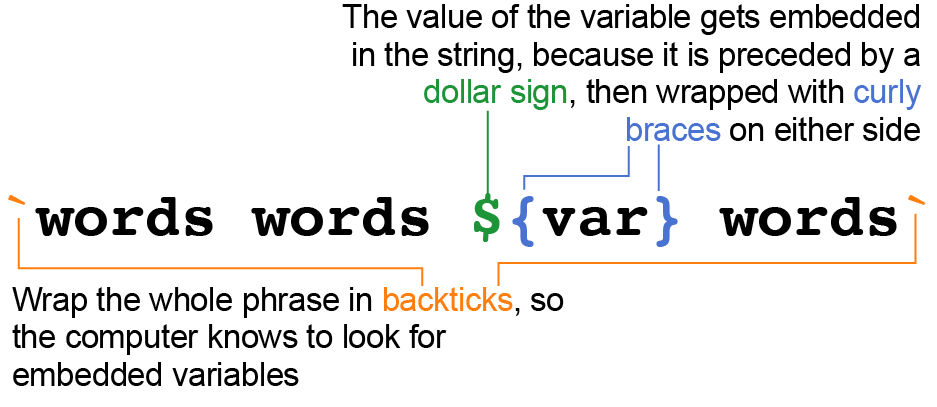 The value of the variable gets embedded
in the string, because it is preceded by a
dollar sign, then wrapped with curly
braces on either side
`words words ${var} words`
Wrap the whole phrase in backticks, so
the computer knows to look for
embedded variables